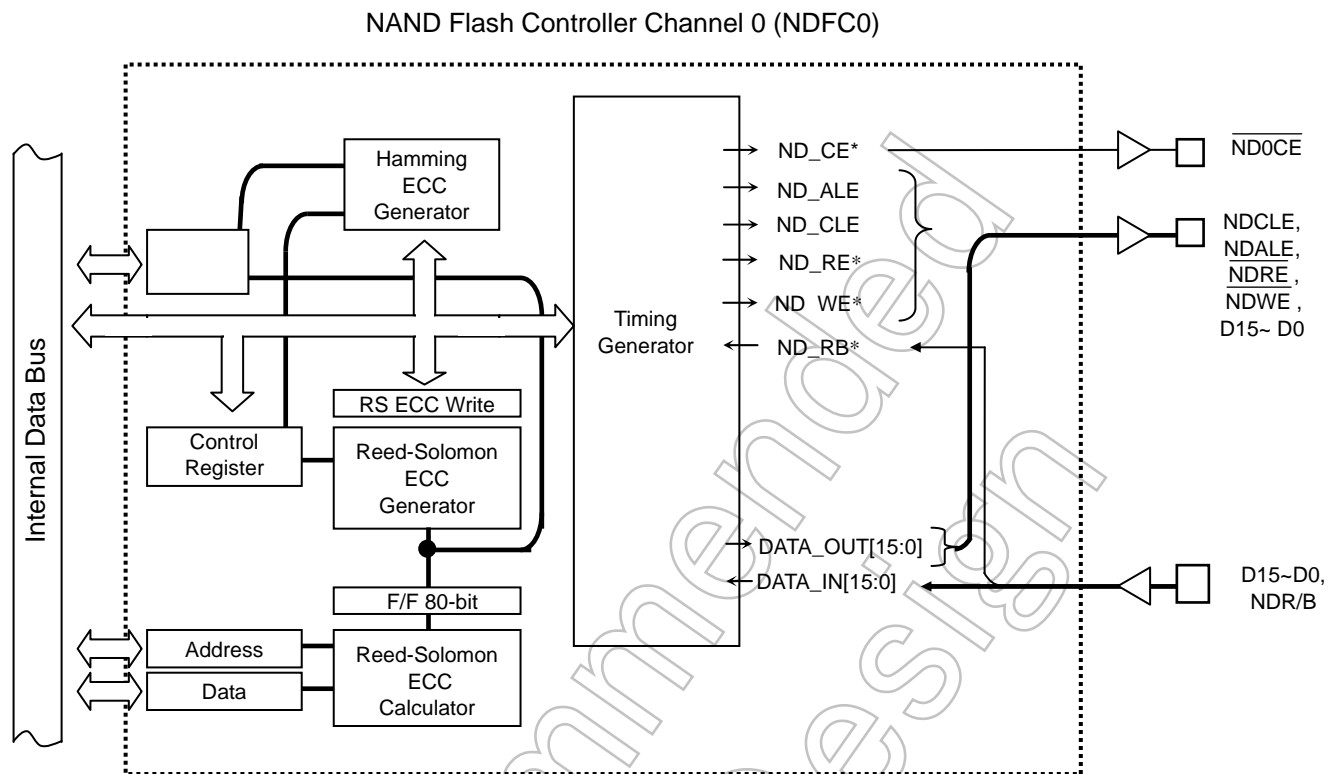 NAND Flash Controller Channel 0 (NDFC0)
Internal Data Bus
Hamming
ECC
Generator
RS ECC Write
Control
Register
Reed-Solomon
ECC
Generator
F/F 80-bit
Address
Data
Reed-Solomon
ECC
Calculator
Timing
Generator
ND_CE*
ND_ALE
ND_CLE
ND_RE*
ND WE*
ND_RB*
DATA_OUT[15:0]
DATA_IN[15:0]
ND0CE
NDCLE,
NDALE,
NDRE,
NDWE ,
D15~ D0
D15~D0,
NDR/B
mmended
esign